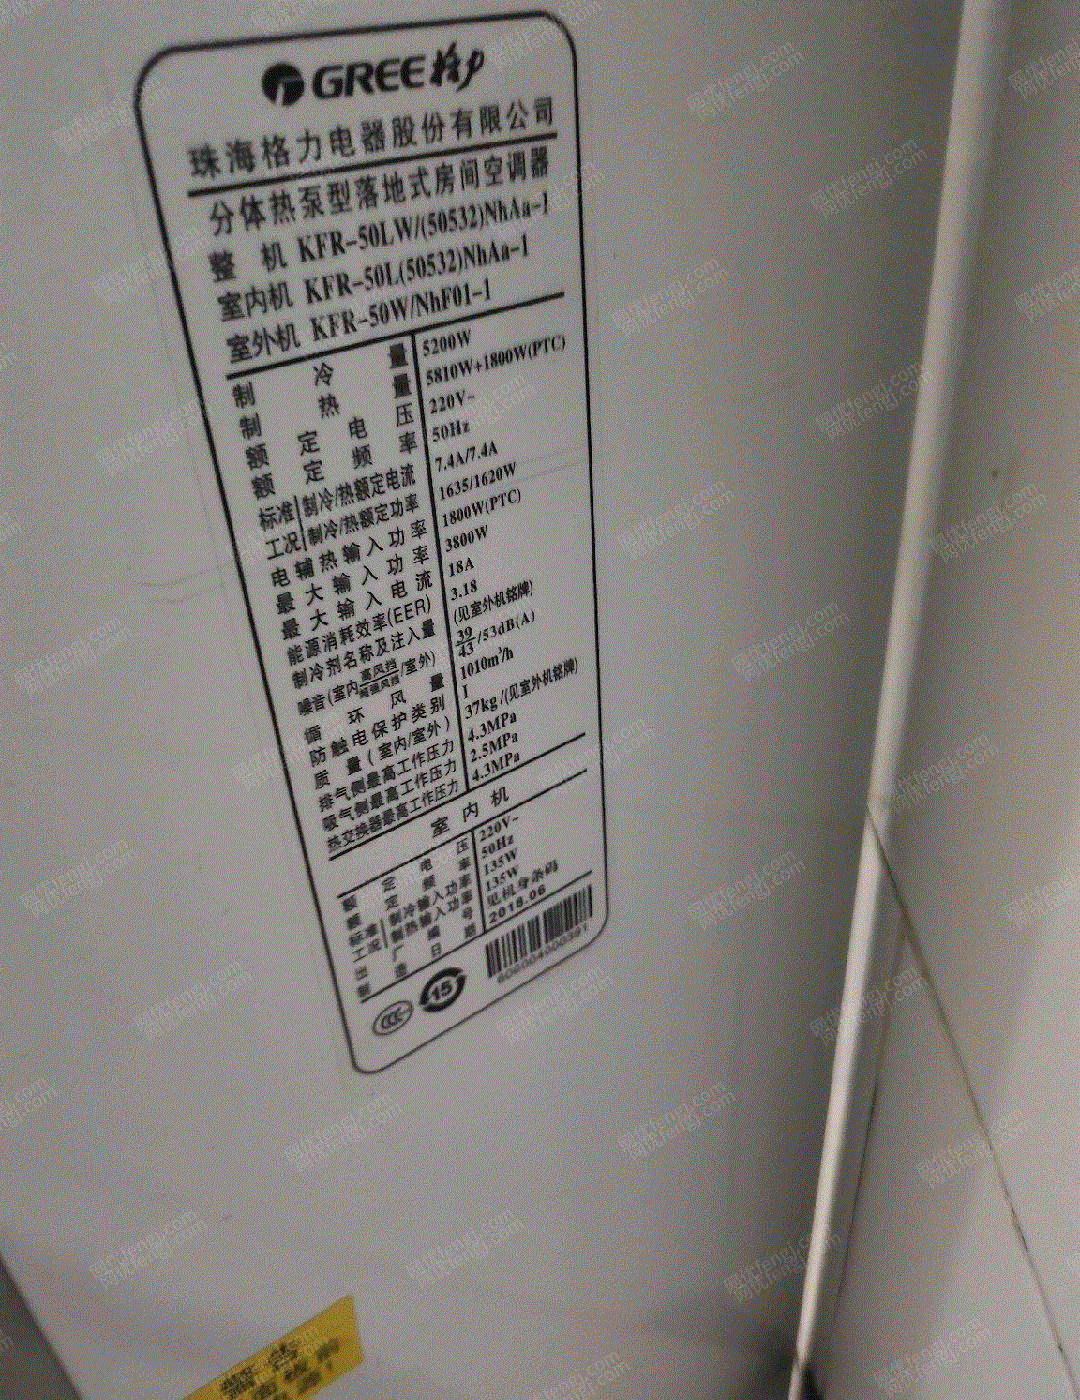 GREE 格力
珠海格力电器股份有限公司
分体热泵型落地式房间空调器
整 机 KFR-50LW/(50532)NhAa-1
室内机 KFR-50L(50532)NhAa-1
室外机 KFR-50W/NhF01-1
制冷量 5200W
制热量 5810W+1800W(PTC)
额定电压 220V~
额定频率 50Hz
标准工况 制冷/热额定电流 7.4A/7.4A
制冷/热额定功率 1635/1620W
电辅热输入功率 1800W(PTC)
最大输入功率 3800W
最大输入电流 18A
能源消耗效率(EER) 3.18
制冷剂名称及注入量 (见室外机铭牌)
噪音(室内高风挡/超强风挡/室外) 39/43/53dB(A)
循环风量 1010m³/h
防触电保护类别 I
质量(室内/室外) 37kg/(见室外机铭牌)
排气侧最高工作压力 4.3MPa
吸气侧最高工作压力 2.5MPa
热交换器最高工作压力 4.3MPa
室内机
额定电压 220V~
额定频率 50Hz
标准工况 制冷输入功率 135W
制热输入功率 135W
出厂编号 见机身条码
制造日期 2018.06
CCC 15